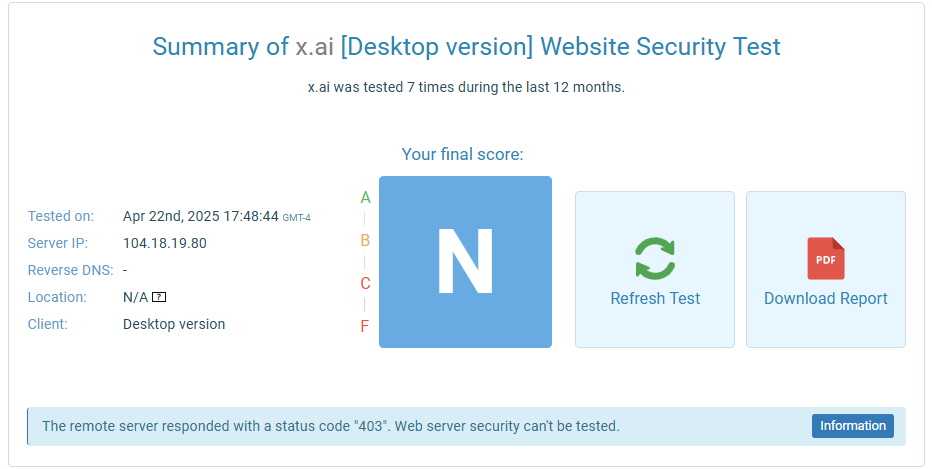 Summary of x.ai [Desktop version] Website Security Test
x.ai was tested 7 times during the last 12 months.
Your final score:
Tested on: Apr 22nd, 2025 17:48:44 GMT-4
Server IP: 104.18.19.80
Reverse DNS: -
Location: N/A ?
Client: Desktop version
A
B
C
F
N
Refresh Test
PDF
Download Report
The remote server responded with a status code "403". Web server security can't be tested.
Information